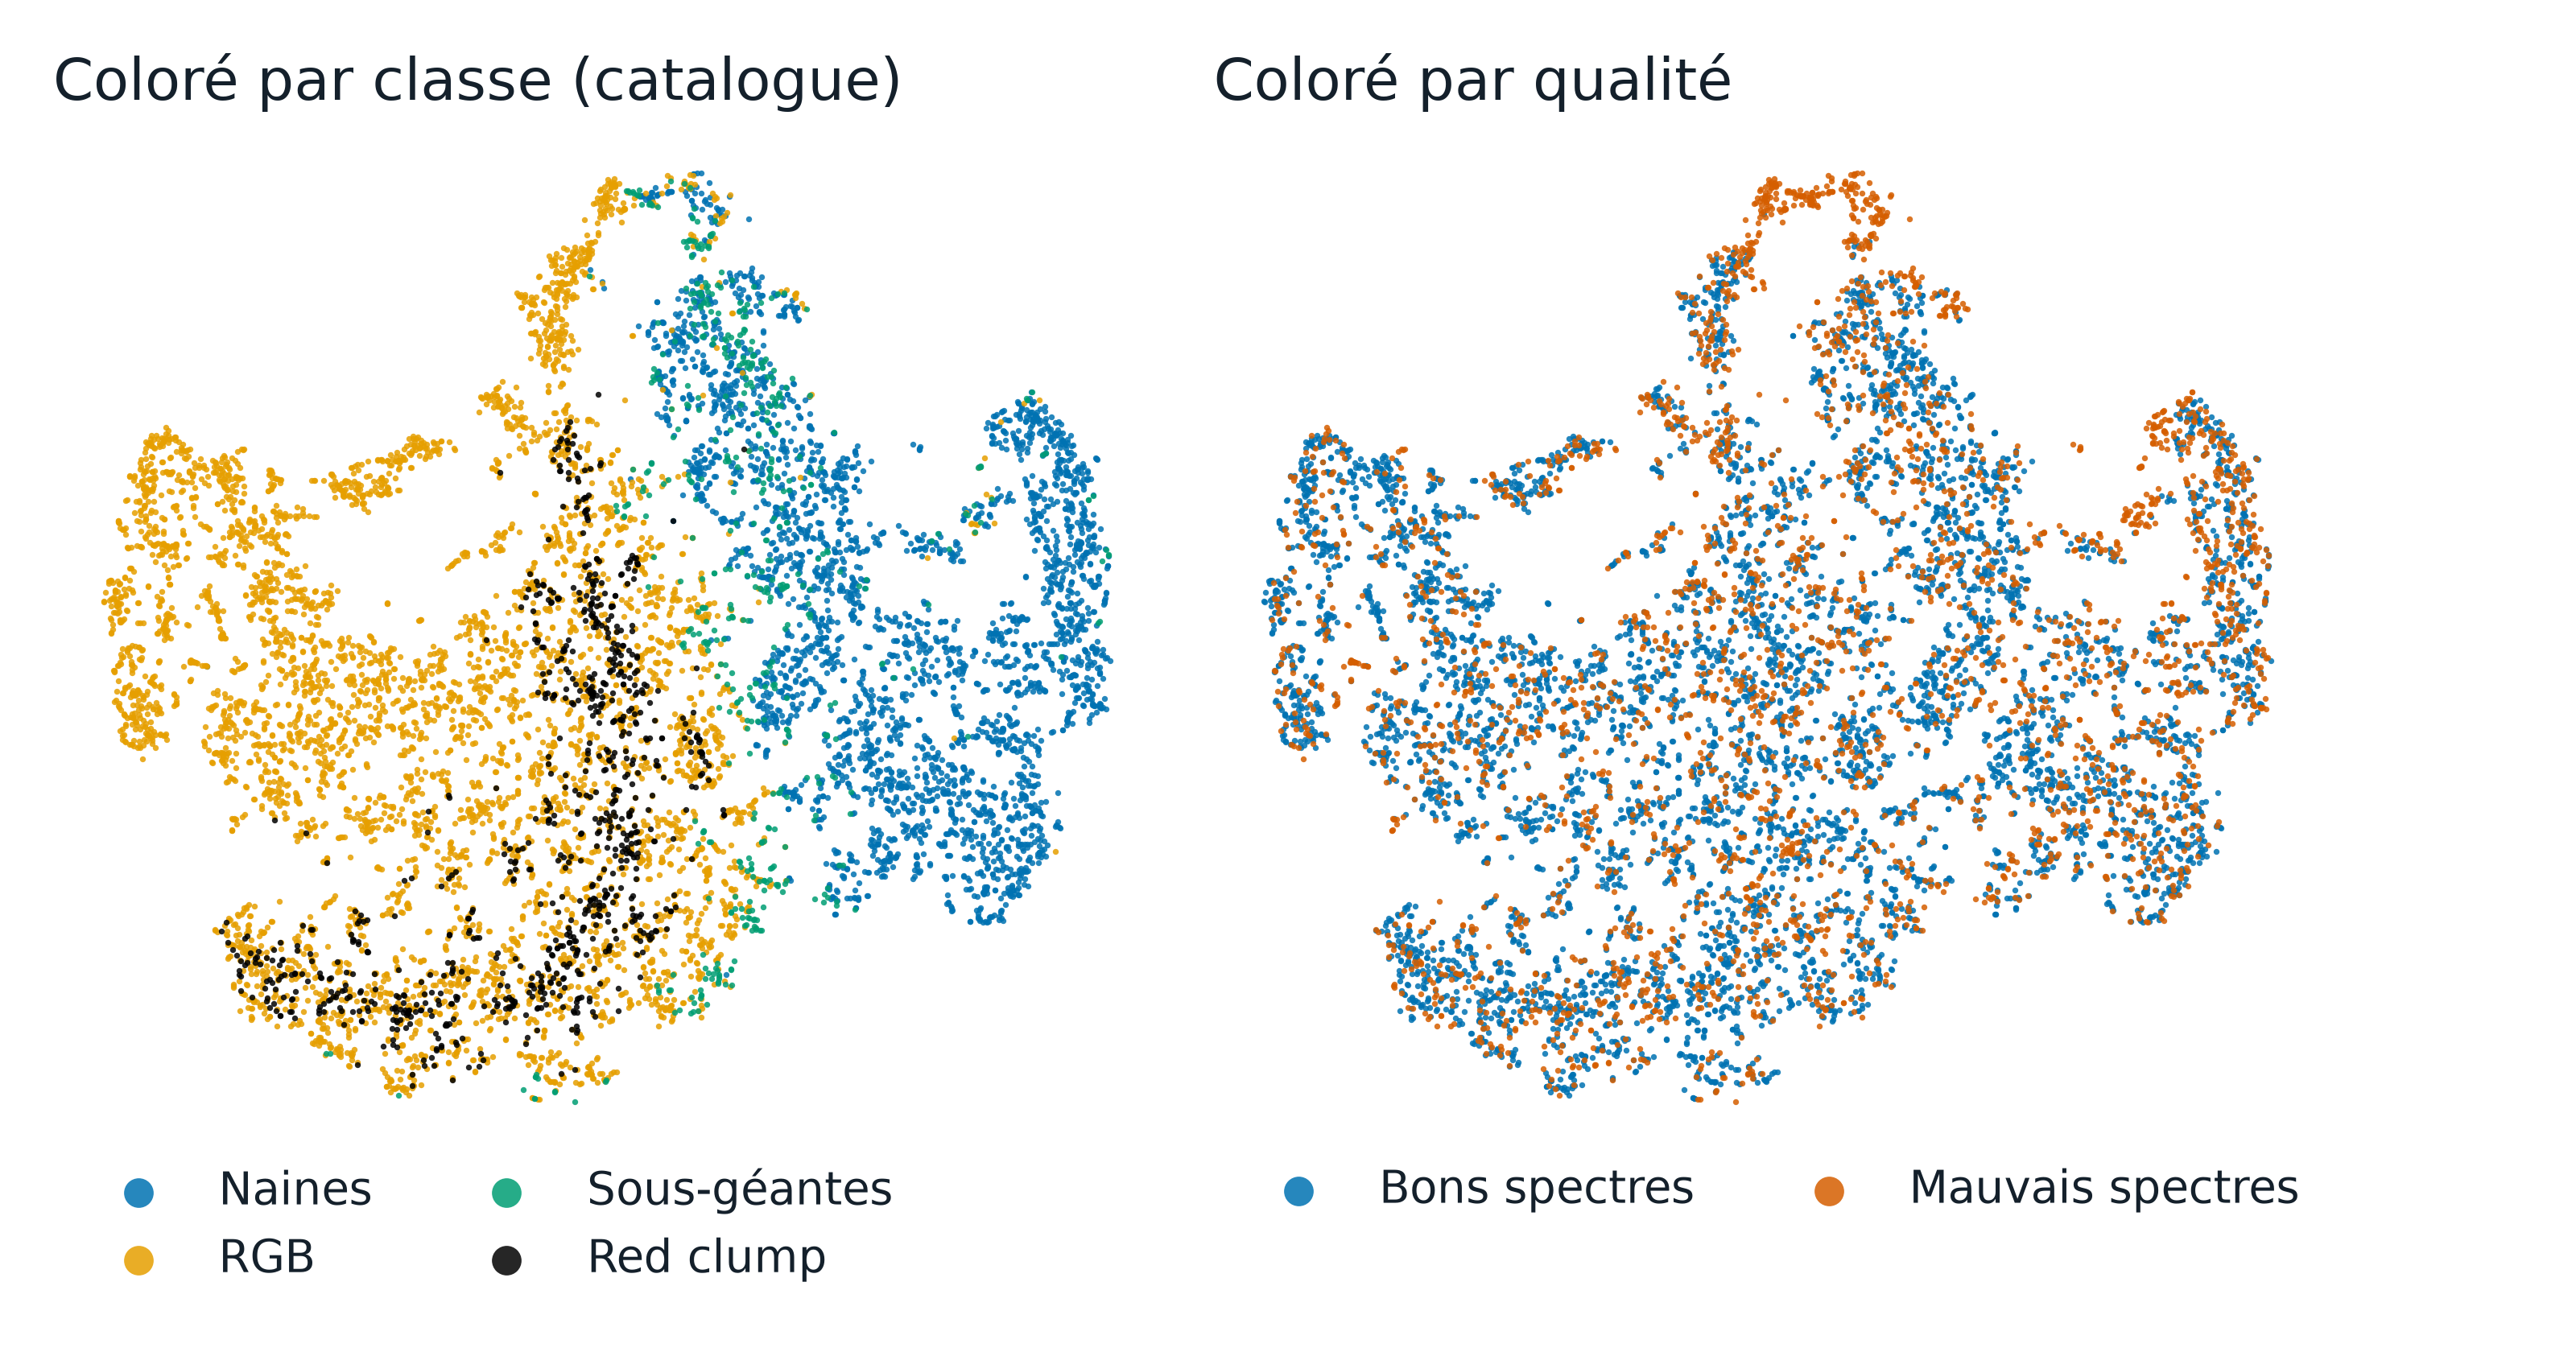 Coloré par classe (catalogue)
Coloré par qualité
Naines
Sous-géantes
RGB
Red clump
Bons spectres
Mauvais spectres